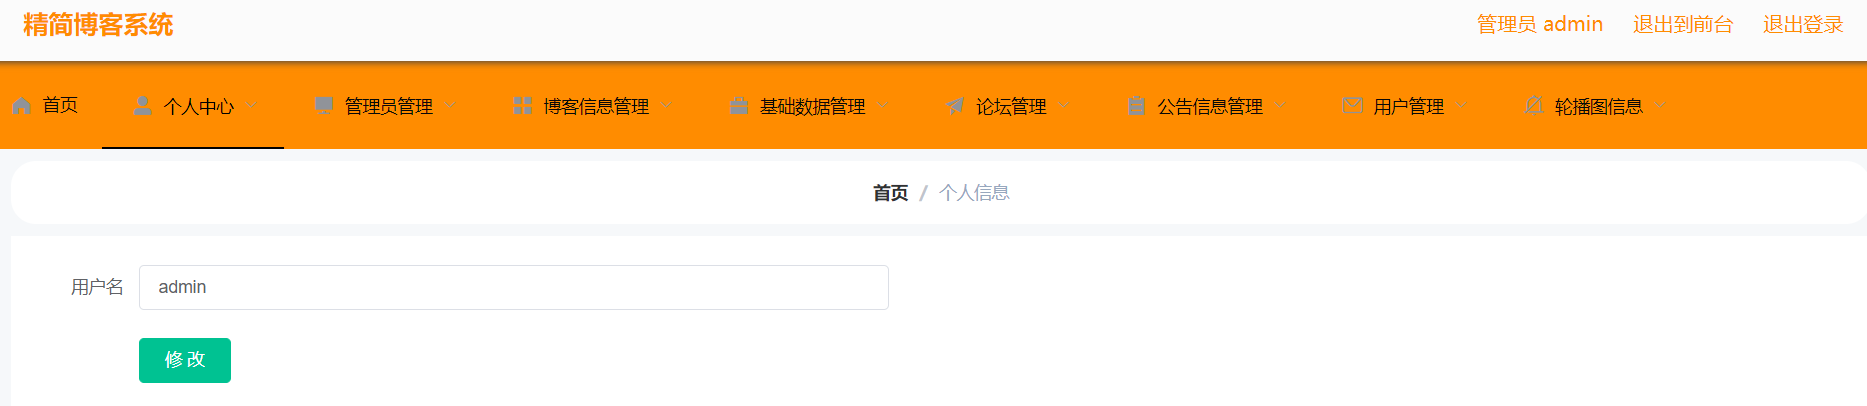 精简博客系统
管理员 admin 退出到前台 退出登录
首页 个人中心 管理员管理 博客信息管理 基础数据管理 论坛管理 公告信息管理 用户管理 轮播图信息
首页 / 个人信息
用户名 admin
修改